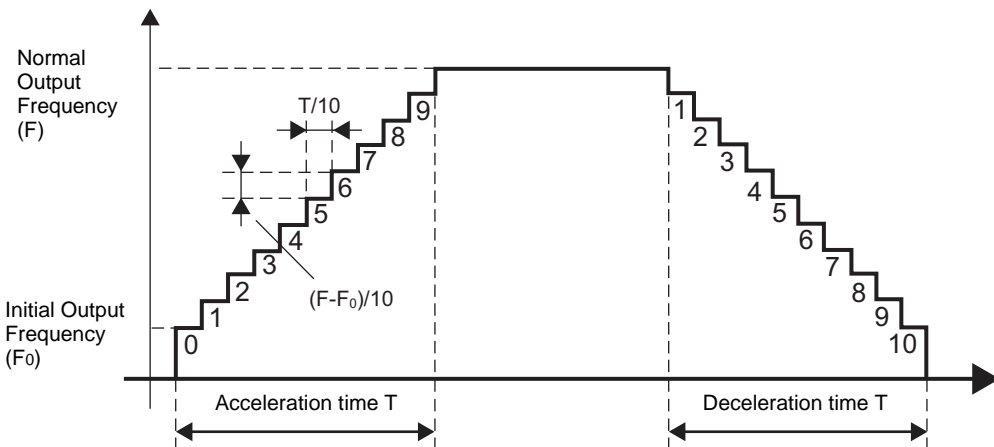 Normal
Output
Frequency
(F)
T/10
(F-F₀)/10
Initial Output
Frequency
(F₀)
0
1
2
3
4
5
6
7
8
9
1
2
3
4
5
6
7
8
9
10
Acceleration time T
Deceleration time T